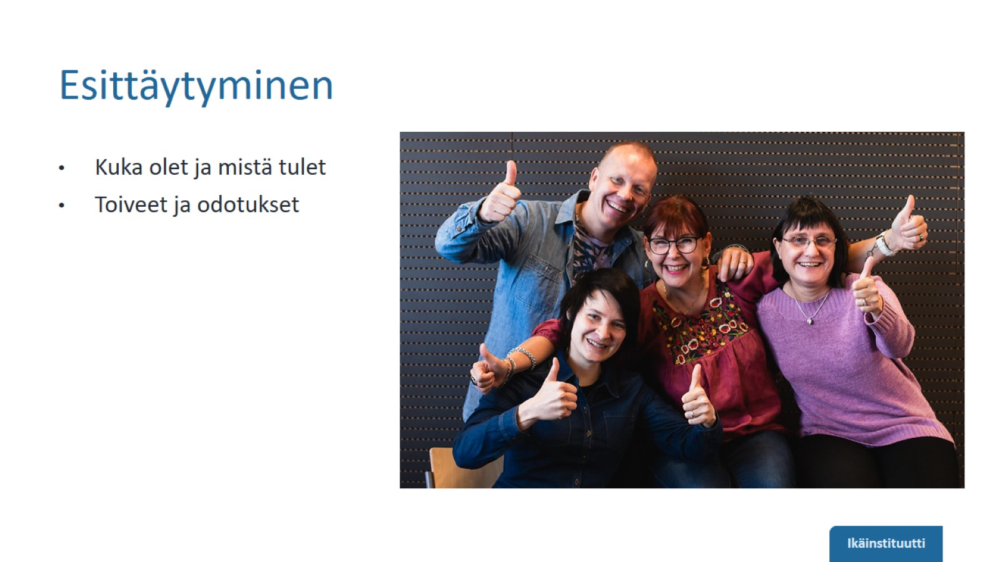 Esittäytyminen
• Kuka olet ja mistä tulet
• Toiveet ja odotukset
Ikäinstituutti